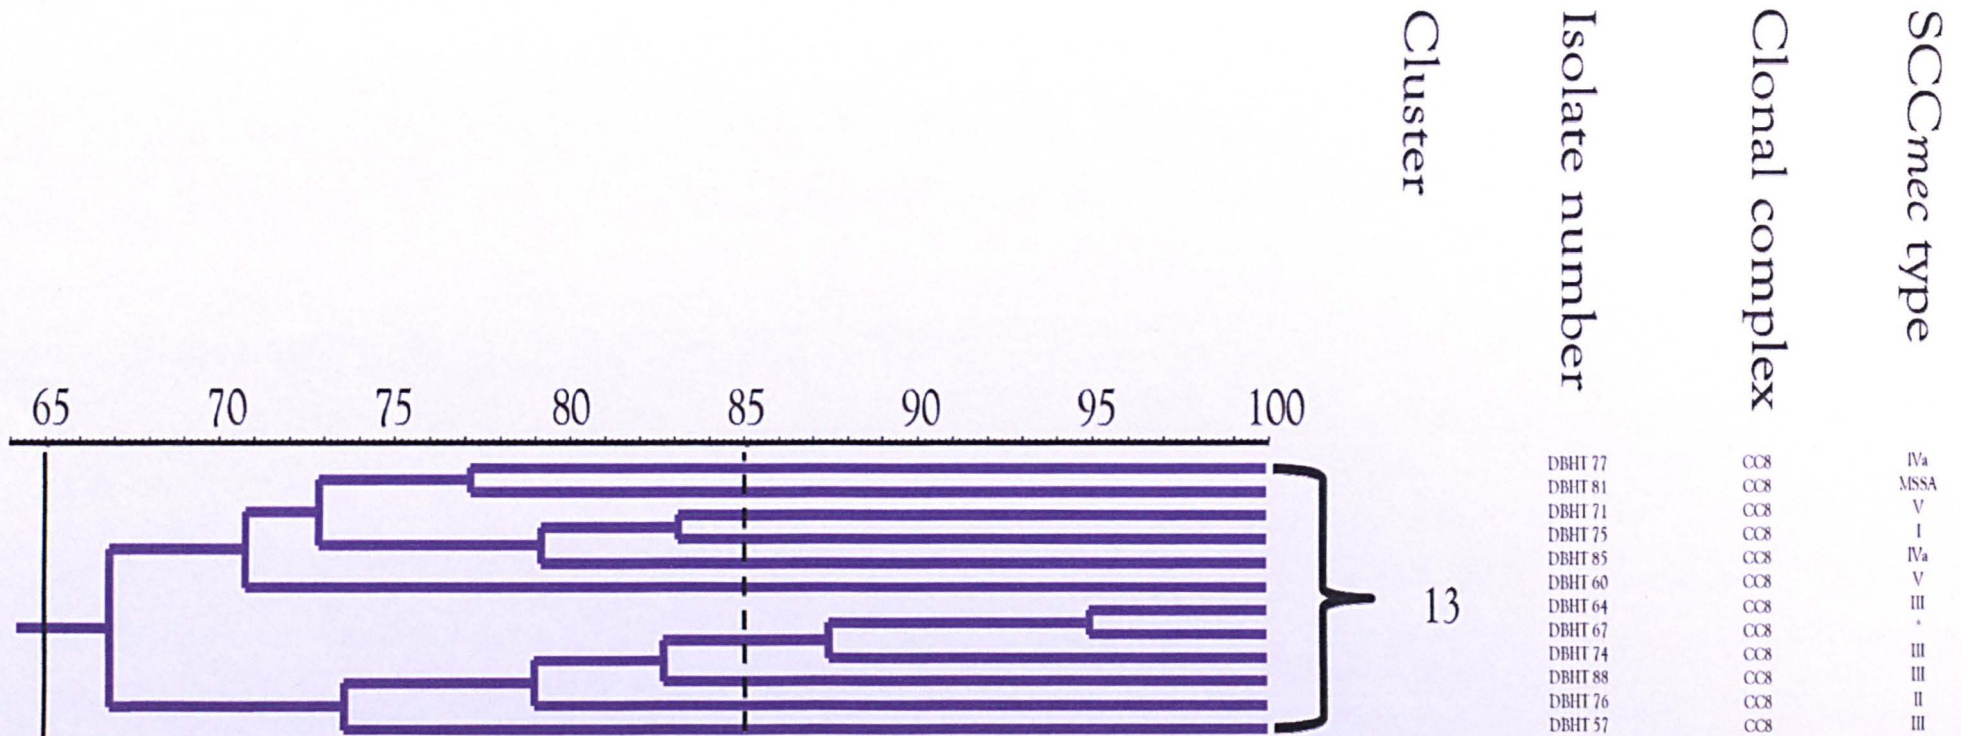 Cluster
Isolate number
Clonal complex
SCCmec type
65 70 75 80 85 90 95 100
DBHT 77 CC8 IVa
DBHT 81 CC8 MSSA
DBHT 71 CC8 V
DBHT 75 CC8 I
DBHT 85 CC8 IVa
DBHT 60 CC8 V
DBHT 64 CC8 III
13
DBHT 67 CC8 *
DBHT 74 CC8 III
DBHT 88 CC8 III
DBHT 76 CC8 II
DBHT 57 CC8 III